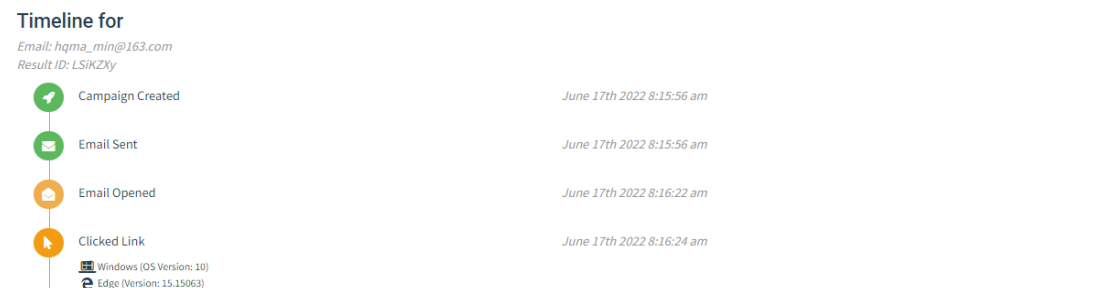 Timeline for
Email: hqma_min@163.com
Result ID: LSiKZXy
Campaign Created June 17th 2022 8:15:56 am
Email Sent June 17th 2022 8:15:56 am
Email Opened June 17th 2022 8:16:22 am
Clicked Link June 17th 2022 8:16:24 am
Windows (OS Version: 10)
Edge (Version: 15.15063)